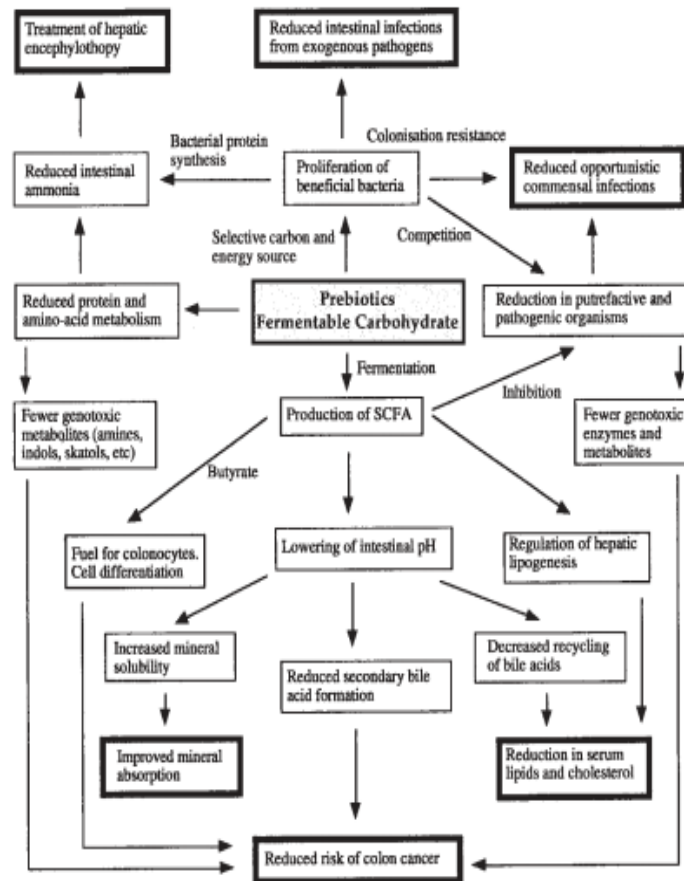 Treatment of hepatic
encephylothopy
Reduced intestinal infections
from exogenous pathogens
Bacterial protein
synthesis
Colonisation resistance
Reduced intestinal
ammonia
Proliferation of
beneficial bacteria
Reduced opportunistic
commensal infections
Selective carbon and
energy source
Competition
Reduced protein and
amino-acid metabolism
Prebiotics
Fermentable Carbohydrate
Reduction in putrefactive and
pathogenic organisms
Fermentation
Inhibition
Fewer genotoxic
metabolites (amines,
indols, skatols, etc)
Production of SCFA
Fewer genotoxic
enzymes and
metabolites
Butyrate
Fuel for colonocytes.
Cell differentiation
Lowering of intestinal pH
Regulation of hepatic
lipogenesis
Increased mineral
solubility
Reduced secondary bile
acid formation
Decreased recycling
of bile acids
Improved mineral
absorption
Reduction in serum
lipids and cholesterol
Reduced risk of colon cancer